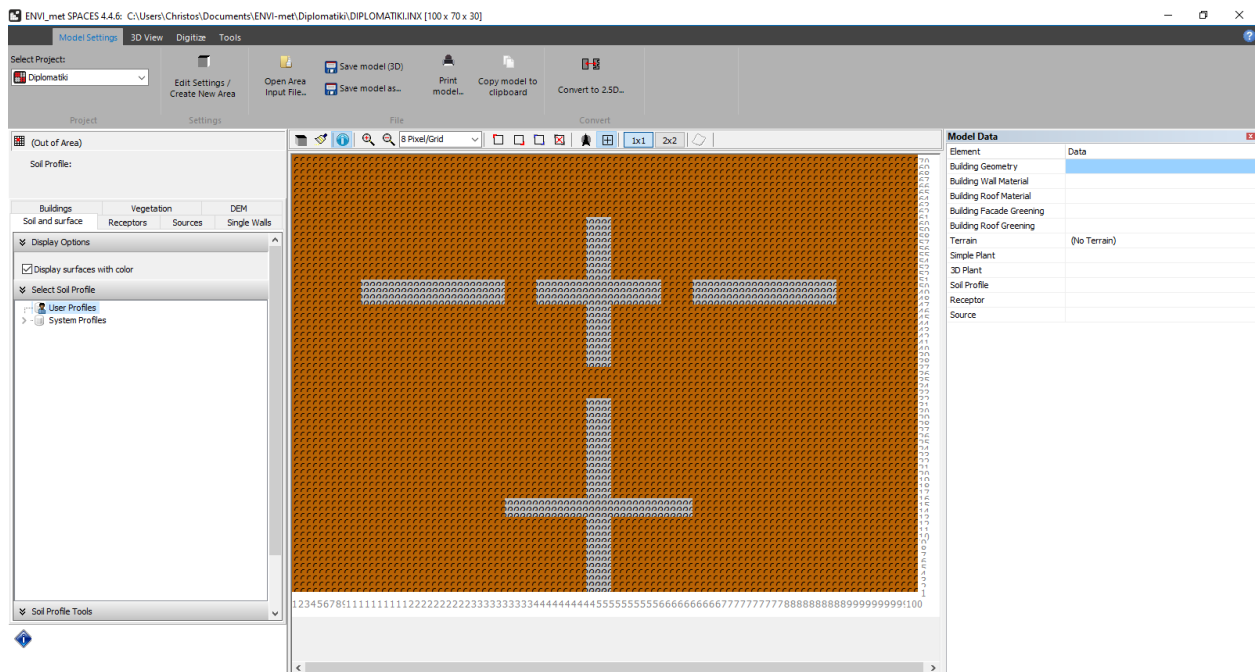 ENVI_met SPACES 4.4.6: C:\Users\Christos\Documents\ENVI-met\Diplomatiki\DIPLOMATIKI.INX [100 x 70 x 30]
Model Settings 3D View Digitize Tools
Select Project:
Diplomatiki
Edit Settings /
Create New Area
Open Area
Input File...
Save model (3D)
Save model as...
Print
model...
Copy model to
clipboard
Convert to 2.5D...
Project Settings File Convert
(Out of Area)
Soil Profile:
Buildings Vegetation DEM
Soil and surface Receptors Sources Single Walls
Display Options
Display surfaces with color
Select Soil Profile
User Profiles
System Profiles
Soil Profile Tools
8 Pixel/Grid
1x1 2x2
Model Data
Element Data
Building Geometry
Building Wall Material
Building Roof Material
Building Facade Greening
Building Roof Greening
Terrain (No Terrain)
Simple Plant
3D Plant
Soil Profile
Receptor
Source